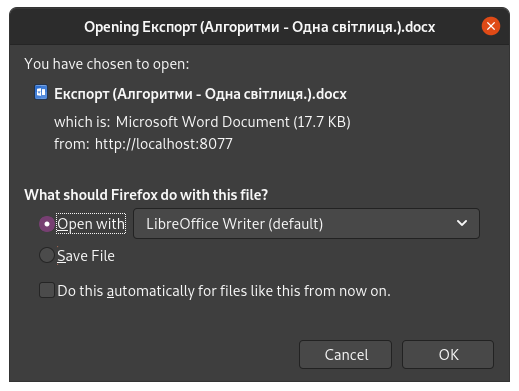 Opening Експорт (Алгоритми - Одна світлиця.).docx
You have chosen to open:
Експорт (Алгоритми - Одна світлиця.).docx
which is: Microsoft Word Document (17.7 KB)
from: http://localhost:8077
What should Firefox do with this file?
Open with LibreOffice Writer (default)
Save File
Do this automatically for files like this from now on.
Cancel OK